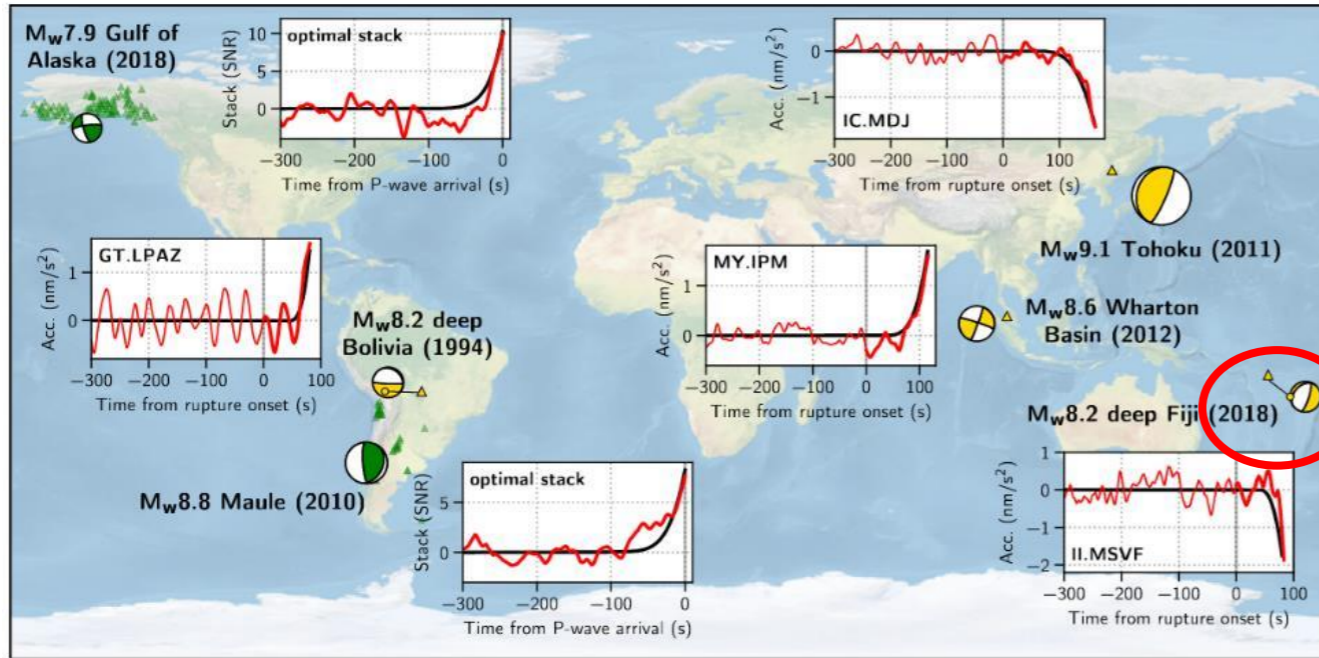 M_w7.9 Gulf of
Alaska (2018)
optimal stack
Stack (SNR)
10
5
0
−300 −200 −100 0
Time from P-wave arrival (s)
IC.MDJ
Acc. (nm/s²)
0
−1
−300 −200 −100 0 100
Time from rupture onset (s)
M_w9.1 Tohoku (2011)
GT.LPAZ
Acc. (nm/s²)
1
0
−300 −200 −100 0 100
Time from rupture onset (s)
M_w8.2 deep
Bolivia (1994)
MY.IPM
Acc. (nm/s²)
1
0
−300 −200 −100 0 100
Time from rupture onset (s)
M_w8.6 Wharton
Basin (2012)
M_w8.2 deep Fiji (2018)
M_w8.8 Maule (2010)
optimal stack
Stack (SNR)
5
0
−300 −200 −100 0
Time from P-wave arrival (s)
II.MSVF
Acc. (nm/s²)
1
0
−1
−2
−300 −200 −100 0 100
Time from rupture onset (s)